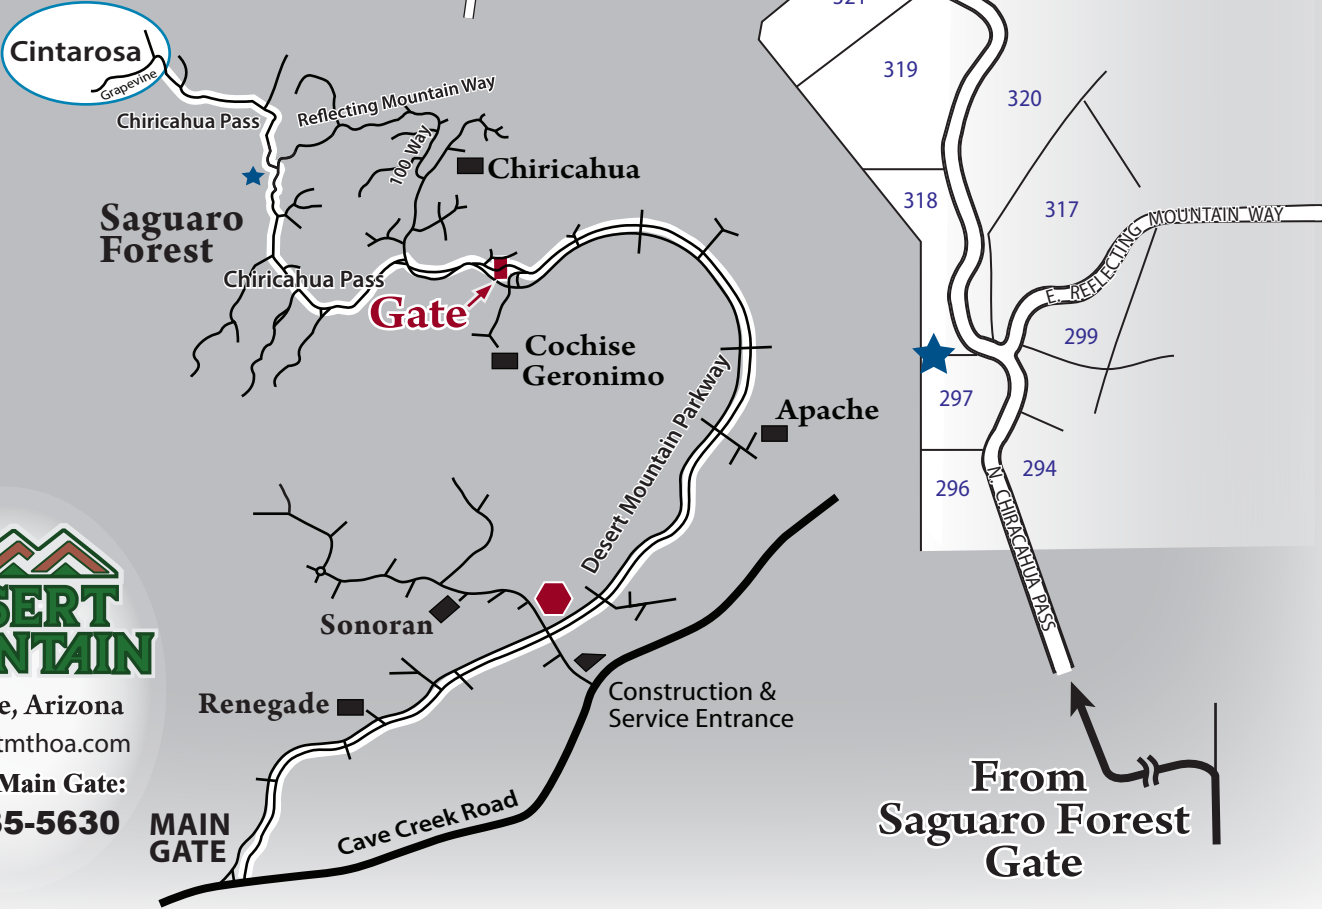 Cintarosa
Grapevine
Chiricahua Pass
Reflecting Mountain Way
100 Way
Chiricahua
Saguaro
Forest
Chiricahua Pass
Gate
Cochise
Geronimo
Desert Mountain Parkway
Apache
Sonoran
Renegade
Construction &
Service Entrance
Cave Creek Road
MAIN
GATE
SERT
NTAIN
e, Arizona
tmthoa.com
Main Gate:
5-5630
319
320
318
317
MOUNTAIN WAY
E. REFLECTING
299
297
294
296
N. CHIRACAHUA PASS
From
Saguaro Forest
Gate